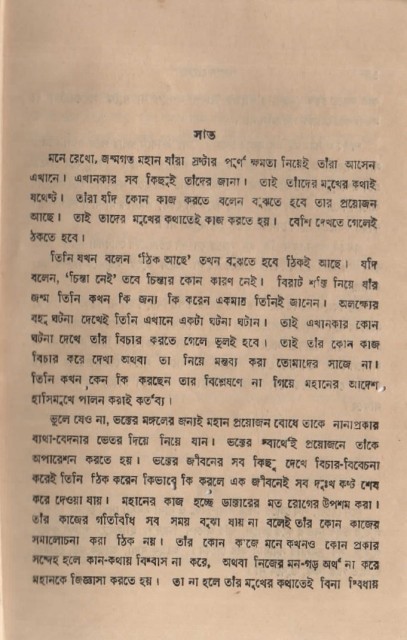 সাত
মনে রেখো, জন্মগত মহান যাঁরা স্রষ্টার পূর্ণ ক্ষমতা নিয়েই তাঁরা আসেন
এখানে। এখানকার সব কিছুই তাঁদের জানা। তাই তাঁদের মুখের কথাই
যথেষ্ট। তাঁরা যদি কোন কাজ করতে বলেন বুঝতে হবে তার প্রয়োজন
আছে। তাই তাদের মুখের কথাতেই কাজ করতে হয়। বেশি দেখতে গেলেই
ঠকতে হবে।
তিনি যখন বলেন 'ঠিক আছে' তখন বুঝতে হবে ঠিকই আছে। যদি
বলেন, 'চিন্তা নেই' তবে চিন্তার কোন কারণ নেই। বিরাট শক্তি নিয়ে যাঁর
জন্ম তিনি কখন কি জন্য কি করেন একমাত্র তিনিই জানেন। অলক্ষ্যের
বহু ঘটনা দেখেই তিনি এখানে একটা ঘটনা ঘটান। তাই এখানকার কোন
ঘটনা দেখে তাঁর বিচার করতে গেলে ভুলই হবে। তাই তাঁর কোন কাজ
বিচার করে দেখা অথবা তা নিয়ে মন্তব্য করা তোমাদের সাজে না।
তিনি কখন কেন কি করছেন তার বিশ্লেষণে না গিয়ে মহানের আদেশ
হাসিমুখে পালন করাই কর্তব্য।
ভুলে যেও না, ভক্তের মঙ্গলের জন্যই মহান প্রয়োজন বোধে তাকে নানাপ্রকার
ব্যথা-বেদনার ভেতর দিয়ে নিয়ে যান। ভক্তের স্বার্থেই প্রয়োজনে তাঁকে
অপারেশন করতে হয়। ভক্তের জীবনের সব কিছু দেখে বিচার-বিবেচনা
করেই তিনি ঠিক করেন কিভাবে কি করলে এক জীবনেই সব দুঃখ কষ্ট শেষ
করে দেওয়া যায়। মহানের কাজ হচ্ছে ডাক্তারের মত রোগের উপশম করা।
তাঁর কাজের গতিবিধি সব সময় বুঝা যায় না বলেই তাঁর কোন কাজের
সমালোচনা করা ঠিক নয়। তাঁর কোন কাজে মনে কখনও কোন প্রকার
সন্দেহ হলে কান-কথায় বিশ্বাস না করে, অথবা নিজের মন-গড় অর্থ না করে
মহানকে জিজ্ঞাসা করতে হয়। তা না হলে তাঁর মুখের কথাতেই বিনা দ্বিধায়